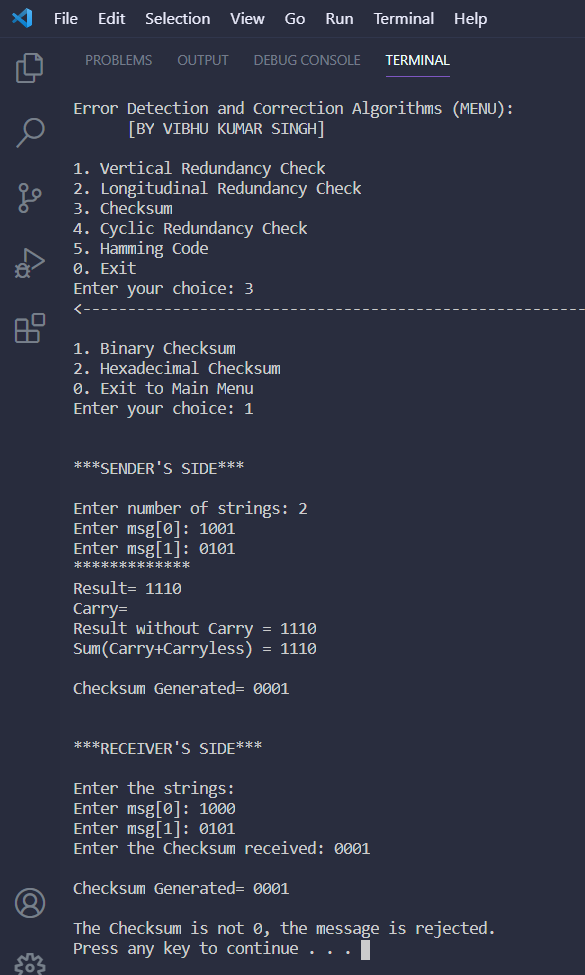 File Edit Selection View Go Run Terminal Help
PROBLEMS OUTPUT DEBUG CONSOLE TERMINAL
Error Detection and Correction Algorithms (MENU):
[BY VIBHU KUMAR SINGH]
1. Vertical Redundancy Check
2. Longitudinal Redundancy Check
3. Checksum
4. Cyclic Redundancy Check
5. Hamming Code
0. Exit
Enter your choice: 3
<---------------------------------------------------------
1. Binary Checksum
2. Hexadecimal Checksum
0. Exit to Main Menu
Enter your choice: 1
***SENDER'S SIDE***
Enter number of strings: 2
Enter msg[0]: 1001
Enter msg[1]: 0101
*************
Result= 1110
Carry=
Result without Carry = 1110
Sum(Carry+Carryless) = 1110
Checksum Generated= 0001
***RECEIVER'S SIDE***
Enter the strings:
Enter msg[0]: 1000
Enter msg[1]: 0101
Enter the Checksum received: 0001
Checksum Generated= 0001
The Checksum is not 0, the message is rejected.
Press any key to continue . . .